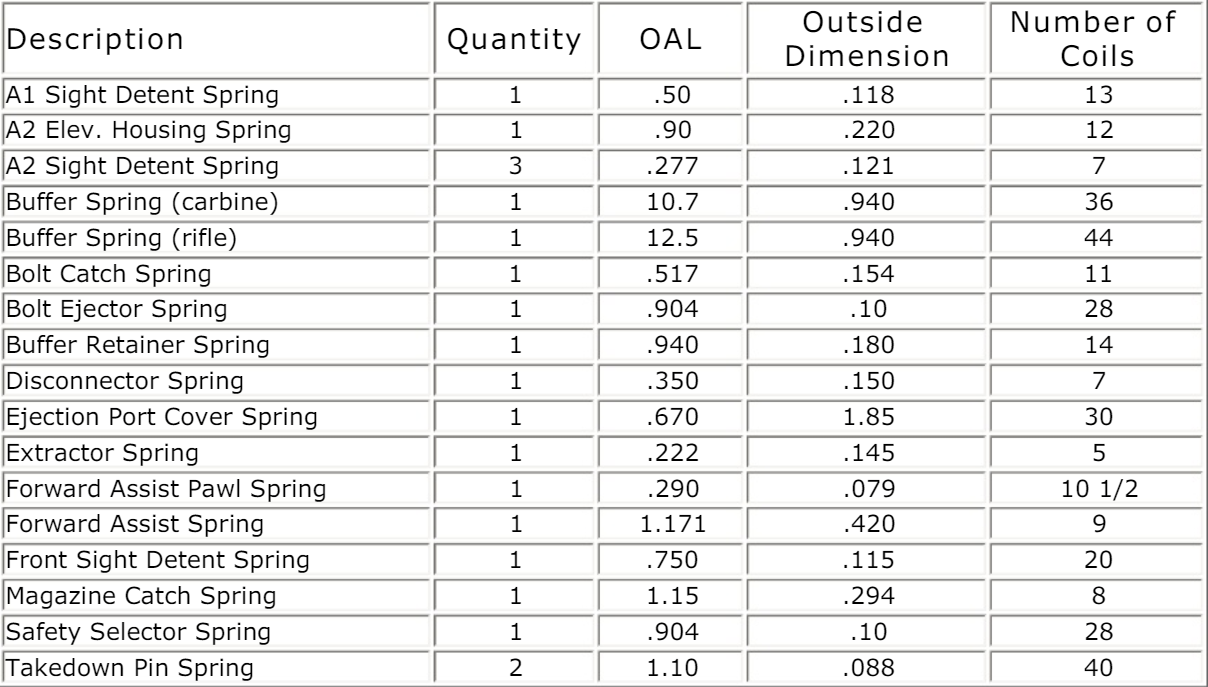 Description Quantity OAL Outside Dimension Number of Coils
A1 Sight Detent Spring 1 .50 .118 13
A2 Elev. Housing Spring 1 .90 .220 12
A2 Sight Detent Spring 3 .277 .121 7
Buffer Spring (carbine) 1 10.7 .940 36
Buffer Spring (rifle) 1 12.5 .940 44
Bolt Catch Spring 1 .517 .154 11
Bolt Ejector Spring 1 .904 .10 28
Buffer Retainer Spring 1 .940 .180 14
Disconnector Spring 1 .350 .150 7
Ejection Port Cover Spring 1 .670 1.85 30
Extractor Spring 1 .222 .145 5
Forward Assist Pawl Spring 1 .290 .079 10 1/2
Forward Assist Spring 1 1.171 .420 9
Front Sight Detent Spring 1 .750 .115 20
Magazine Catch Spring 1 1.15 .294 8
Safety Selector Spring 1 .904 .10 28
Takedown Pin Spring 2 1.10 .088 40